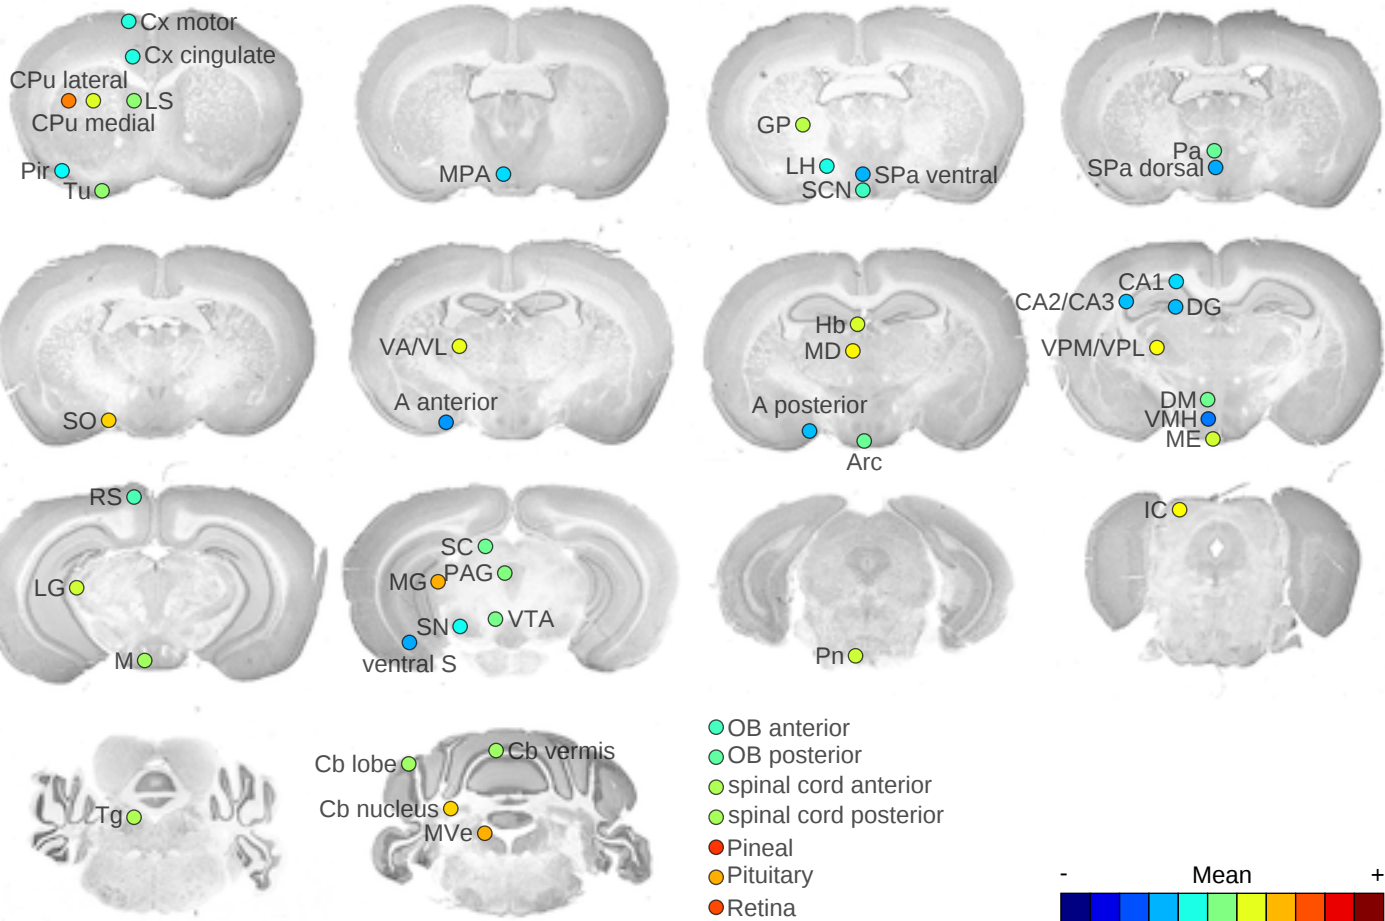 Cx motor
Cx cingulate
CPu lateral
LS
CPu medial
Pir
Tu
MPA
GP
LH
SPa ventral
SCN
Pa
SPa dorsal
SO
VA/VL
A anterior
Hb
MD
A posterior
Arc
CA1
CA2/CA3
DG
VPM/VPL
DM
VMH
ME
RS
LG
M
SC
MG
PAG
SN
VTA
ventral S
Pn
IC
Tg
Cb lobe
Cb vermis
Cb nucleus
MVe
OB anterior
OB posterior
spinal cord anterior
spinal cord posterior
Pineal
Pituitary
Retina
- Mean +